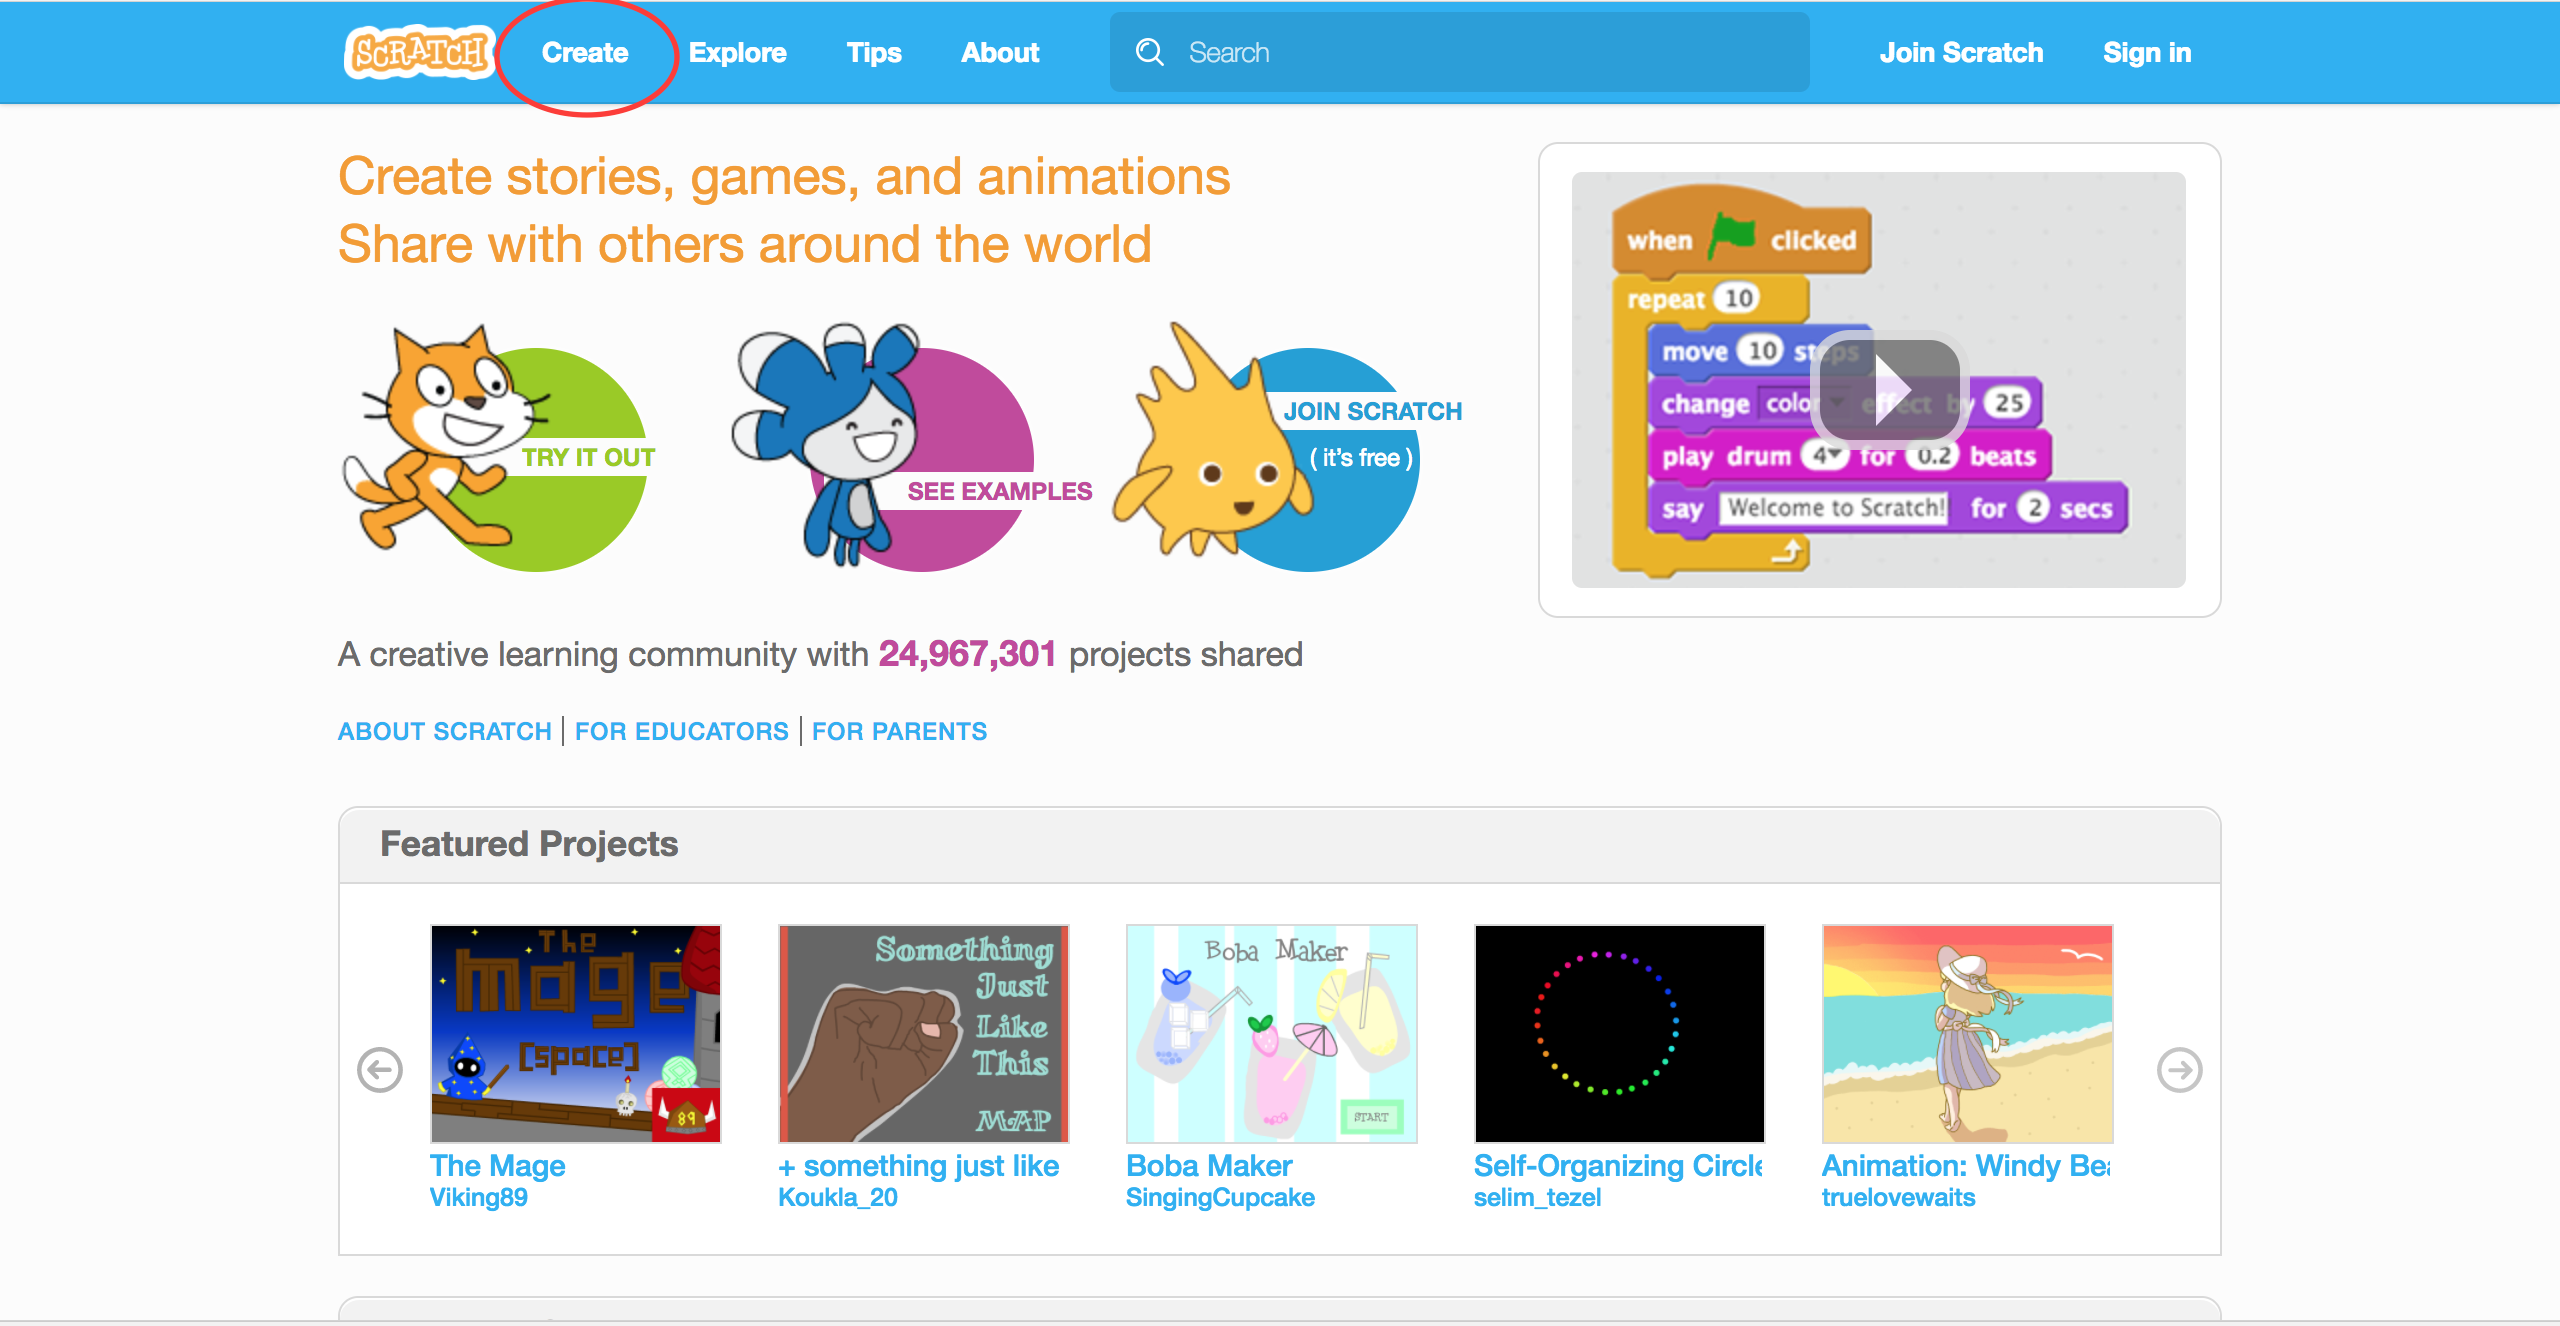 SCRATCH Create Explore Tips About Search Join Scratch Sign in
Create stories, games, and animations
Share with others around the world
TRY IT OUT
SEE EXAMPLES
JOIN SCRATCH
( it's free )
when clicked
repeat 10
move 10 steps
change color effect by 25
play drum 4 for 0.2 beats
say Welcome to Scratch! for 2 secs
A creative learning community with 24,967,301 projects shared
ABOUT SCRATCH | FOR EDUCATORS | FOR PARENTS
Featured Projects
The
mage
[space]
89
The Mage
Viking89
Something
Just
Like
This
MAP
+ something just like
Koukla_20
Boba Maker
START
Boba Maker
SingingCupcake
Self-Organizing Circle
selim_tezel
Animation: Windy Bea
truelovewaits